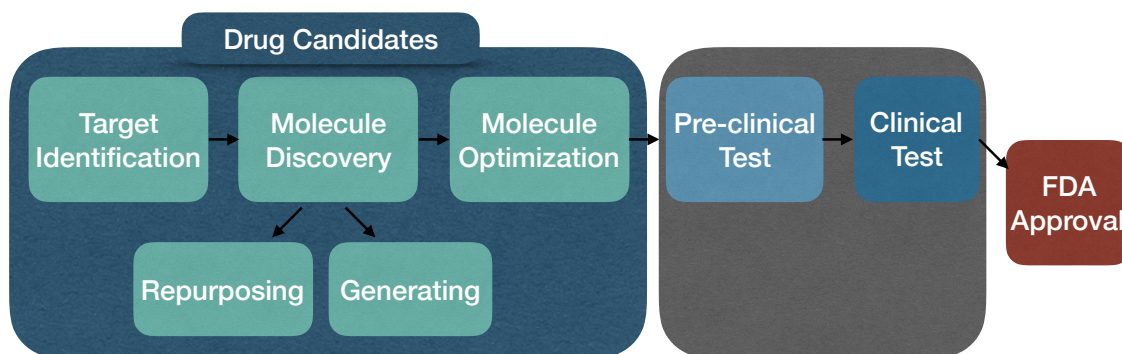 Drug Candidates
Target
Identification
Molecule
Discovery
Molecule
Optimization
Pre-clinical
Test
Clinical
Test
FDA
Approval
Repurposing
Generating